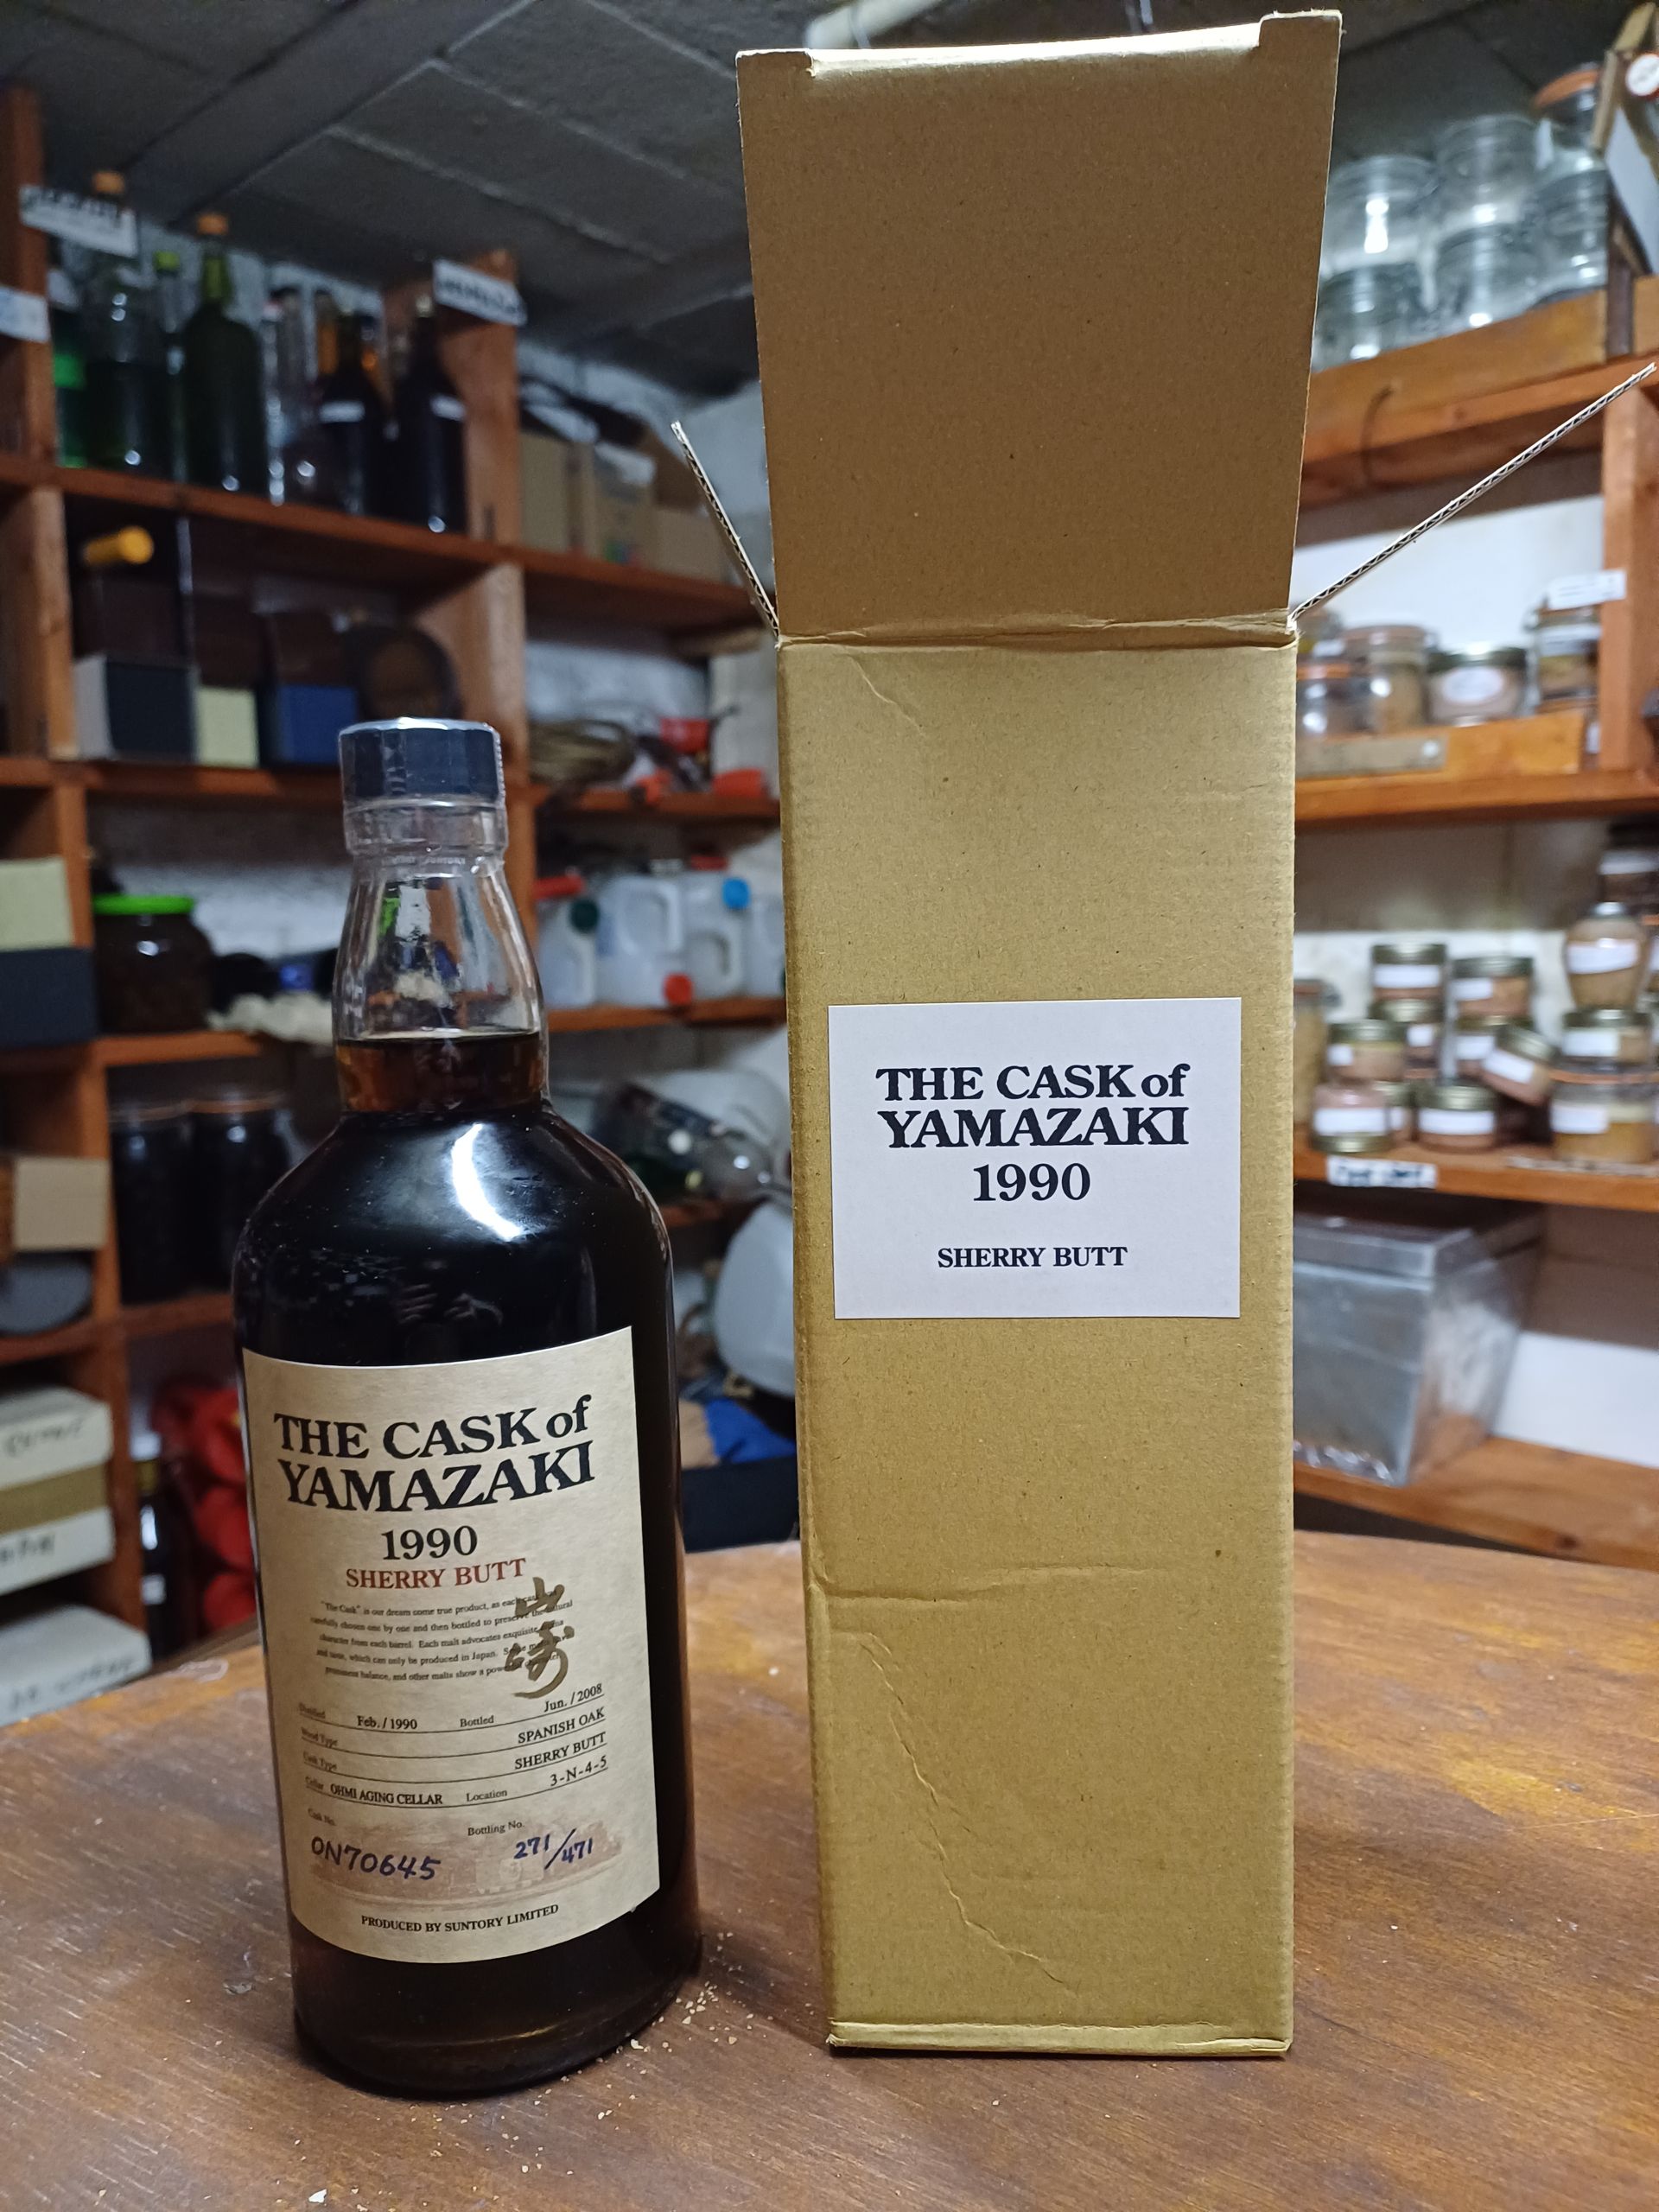 THE CASK of
YAMAZAKI
1990
SHERRY BUTT
"The Cask" is our dream come true product, as each
carefully chosen one by one and then bottled to preserve the natural
character from each barrel. Each malt advocates exquisite
and taste, which can only be produced in Japan.
prominent balance, and other malts show a
山崎
Distilled Feb. / 1990 Bottled Jun. / 2008
Wood Type SPANISH OAK
Cask Type SHERRY BUTT
Cellar OHMI AGING CELLAR Location 3-N-4-5
Cask No. Bottling No.
ON70645 271/471
PRODUCED BY SUNTORY LIMITED
THE CASK of
YAMAZAKI
1990
SHERRY BUTT